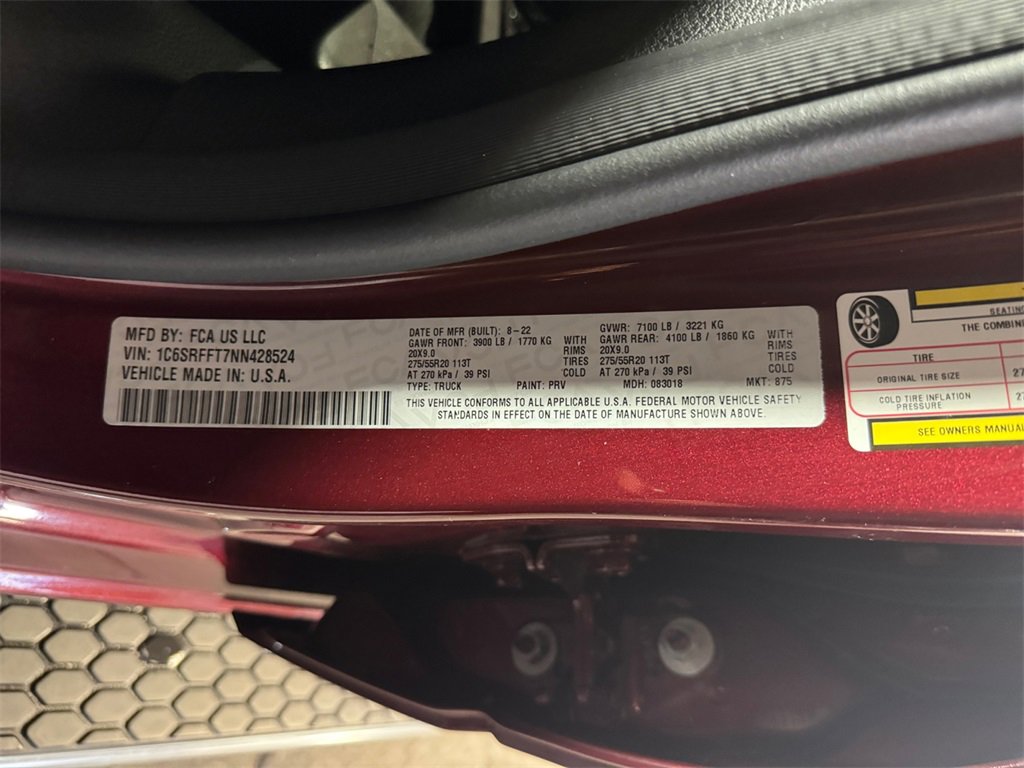 MFD BY: FCA US LLC
VIN: 1C6SRFFT7NN428524
VEHICLE MADE IN: U.S.A.
DATE OF MFR (BUILT): 8-22
GAWR FRONT: 3900 LB / 1770 KG WITH
20X9.0 RIMS
275/55R20 113T TIRES
AT 270 kPa / 39 PSI COLD
GVWR: 7100 LB / 3221 KG
GAWR REAR: 4100 LB / 1860 KG WITH
20X9.0 RIMS
275/55R20 113T TIRES
AT 270 kPa / 39 PSI COLD
TYPE: TRUCK PAINT: PRV MDH: 083018 MKT: 875
THIS VEHICLE CONFORMS TO ALL APPLICABLE U.S.A. FEDERAL MOTOR VEHICLE SAFETY
STANDARDS IN EFFECT ON THE DATE OF MANUFACTURE SHOWN ABOVE.
THE
TIRE
ORIGINAL TIRE SIZE
COLD TIRE INFLATION
PRESSURE
SEE OWNERS